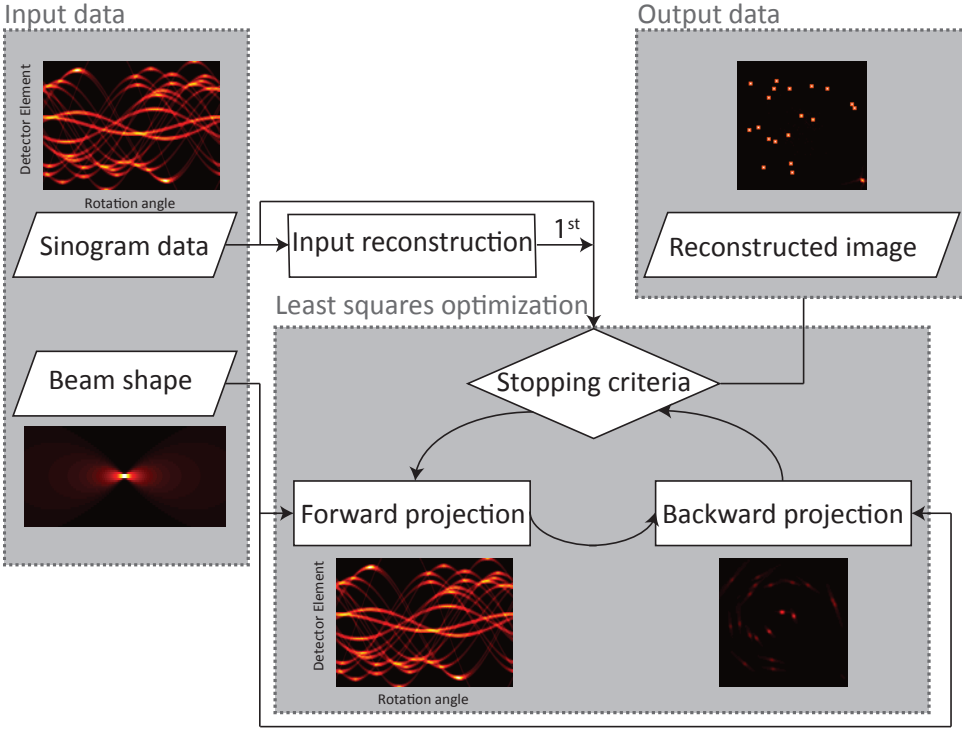 Input data
Output data
Detector Element
Rotation angle
Sinogram data
Input reconstruction
1st
Reconstructed image
Least squares optimization
Beam shape
Stopping criteria
Forward projection
Backward projection
Detector Element
Rotation angle